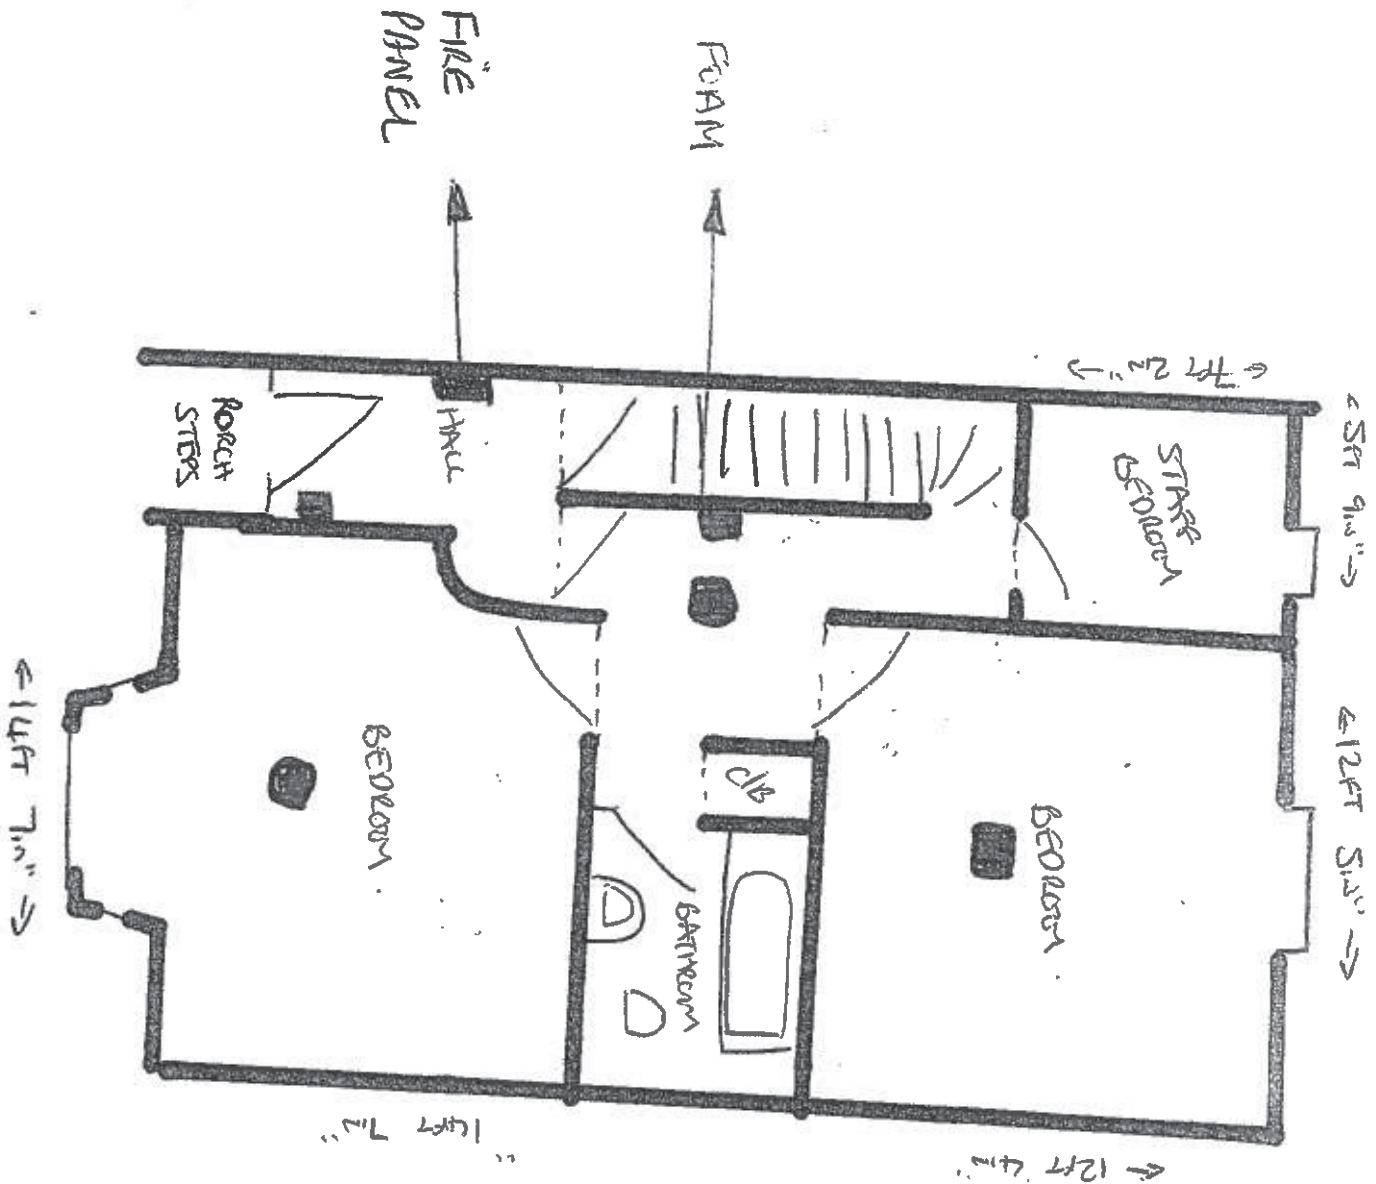 FIRE
PANEL
FOAM
← 7ft 2in" →
← 5ft 9in" →
PORCH
STEPS
HALL
STAFF
BEDROOM
BEDROOM
C/B
BEDROOM
BATHROOM
← 14ft 7in" →
← 12ft 5in" →
14ft 7in"
← 12ft 4in"